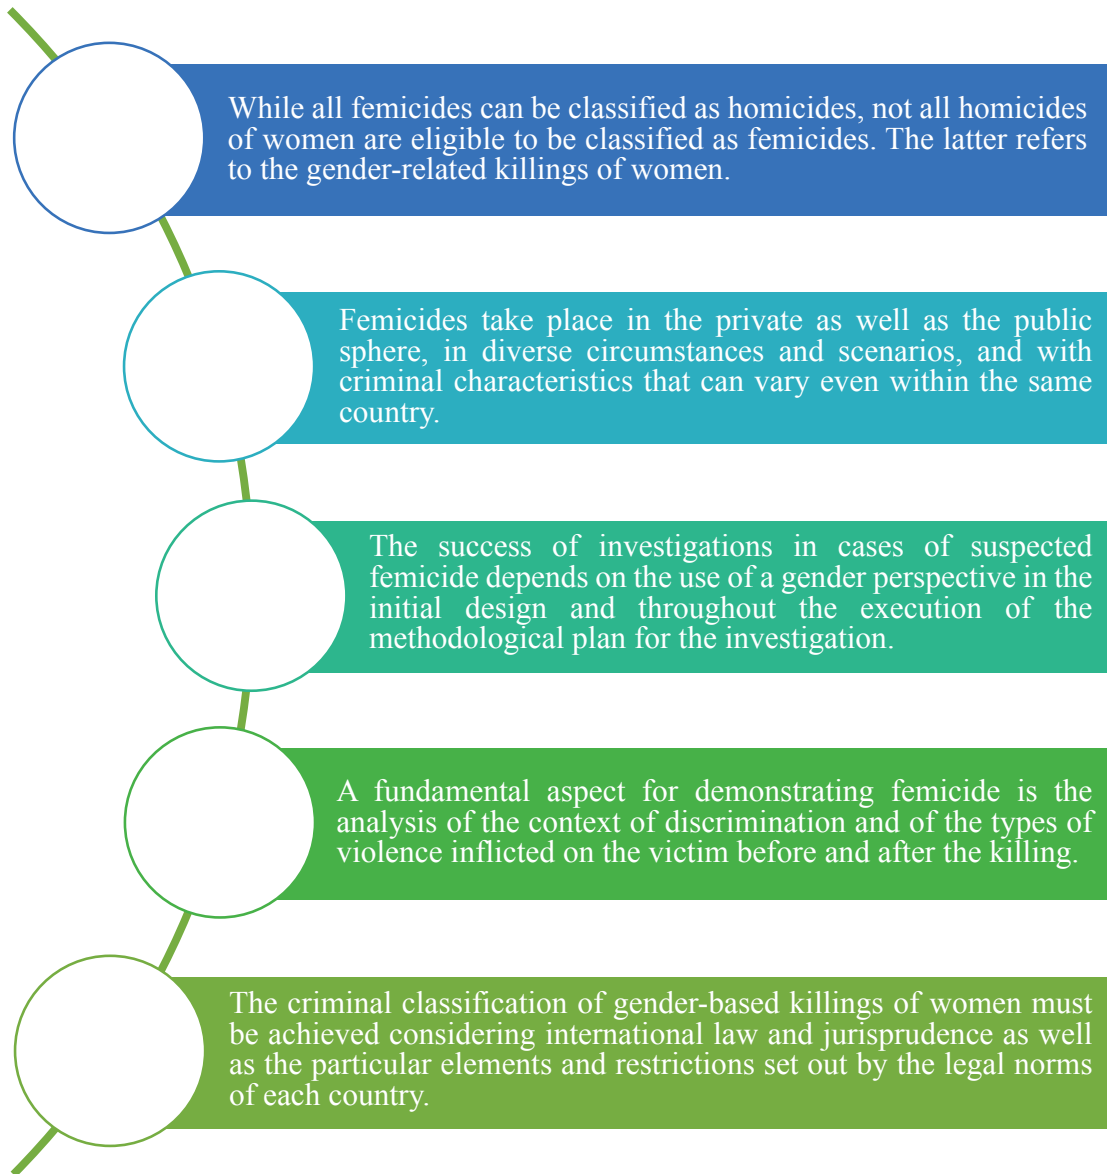 While all femicides can be classified as homicides, not all homicides
of women are eligible to be classified as femicides. The latter refers
to the gender-related killings of women.
Femicides take place in the private as well as the public
sphere, in diverse circumstances and scenarios, and with
criminal characteristics that can vary even within the same
country.
The success of investigations in cases of suspected
femicide depends on the use of a gender perspective in the
initial design and throughout the execution of the
methodological plan for the investigation.
A fundamental aspect for demonstrating femicide is the
analysis of the context of discrimination and of the types of
violence inflicted on the victim before and after the killing.
The criminal classification of gender-based killings of women must
be achieved considering international law and jurisprudence as well
as the particular elements and restrictions set out by the legal norms
of each country.